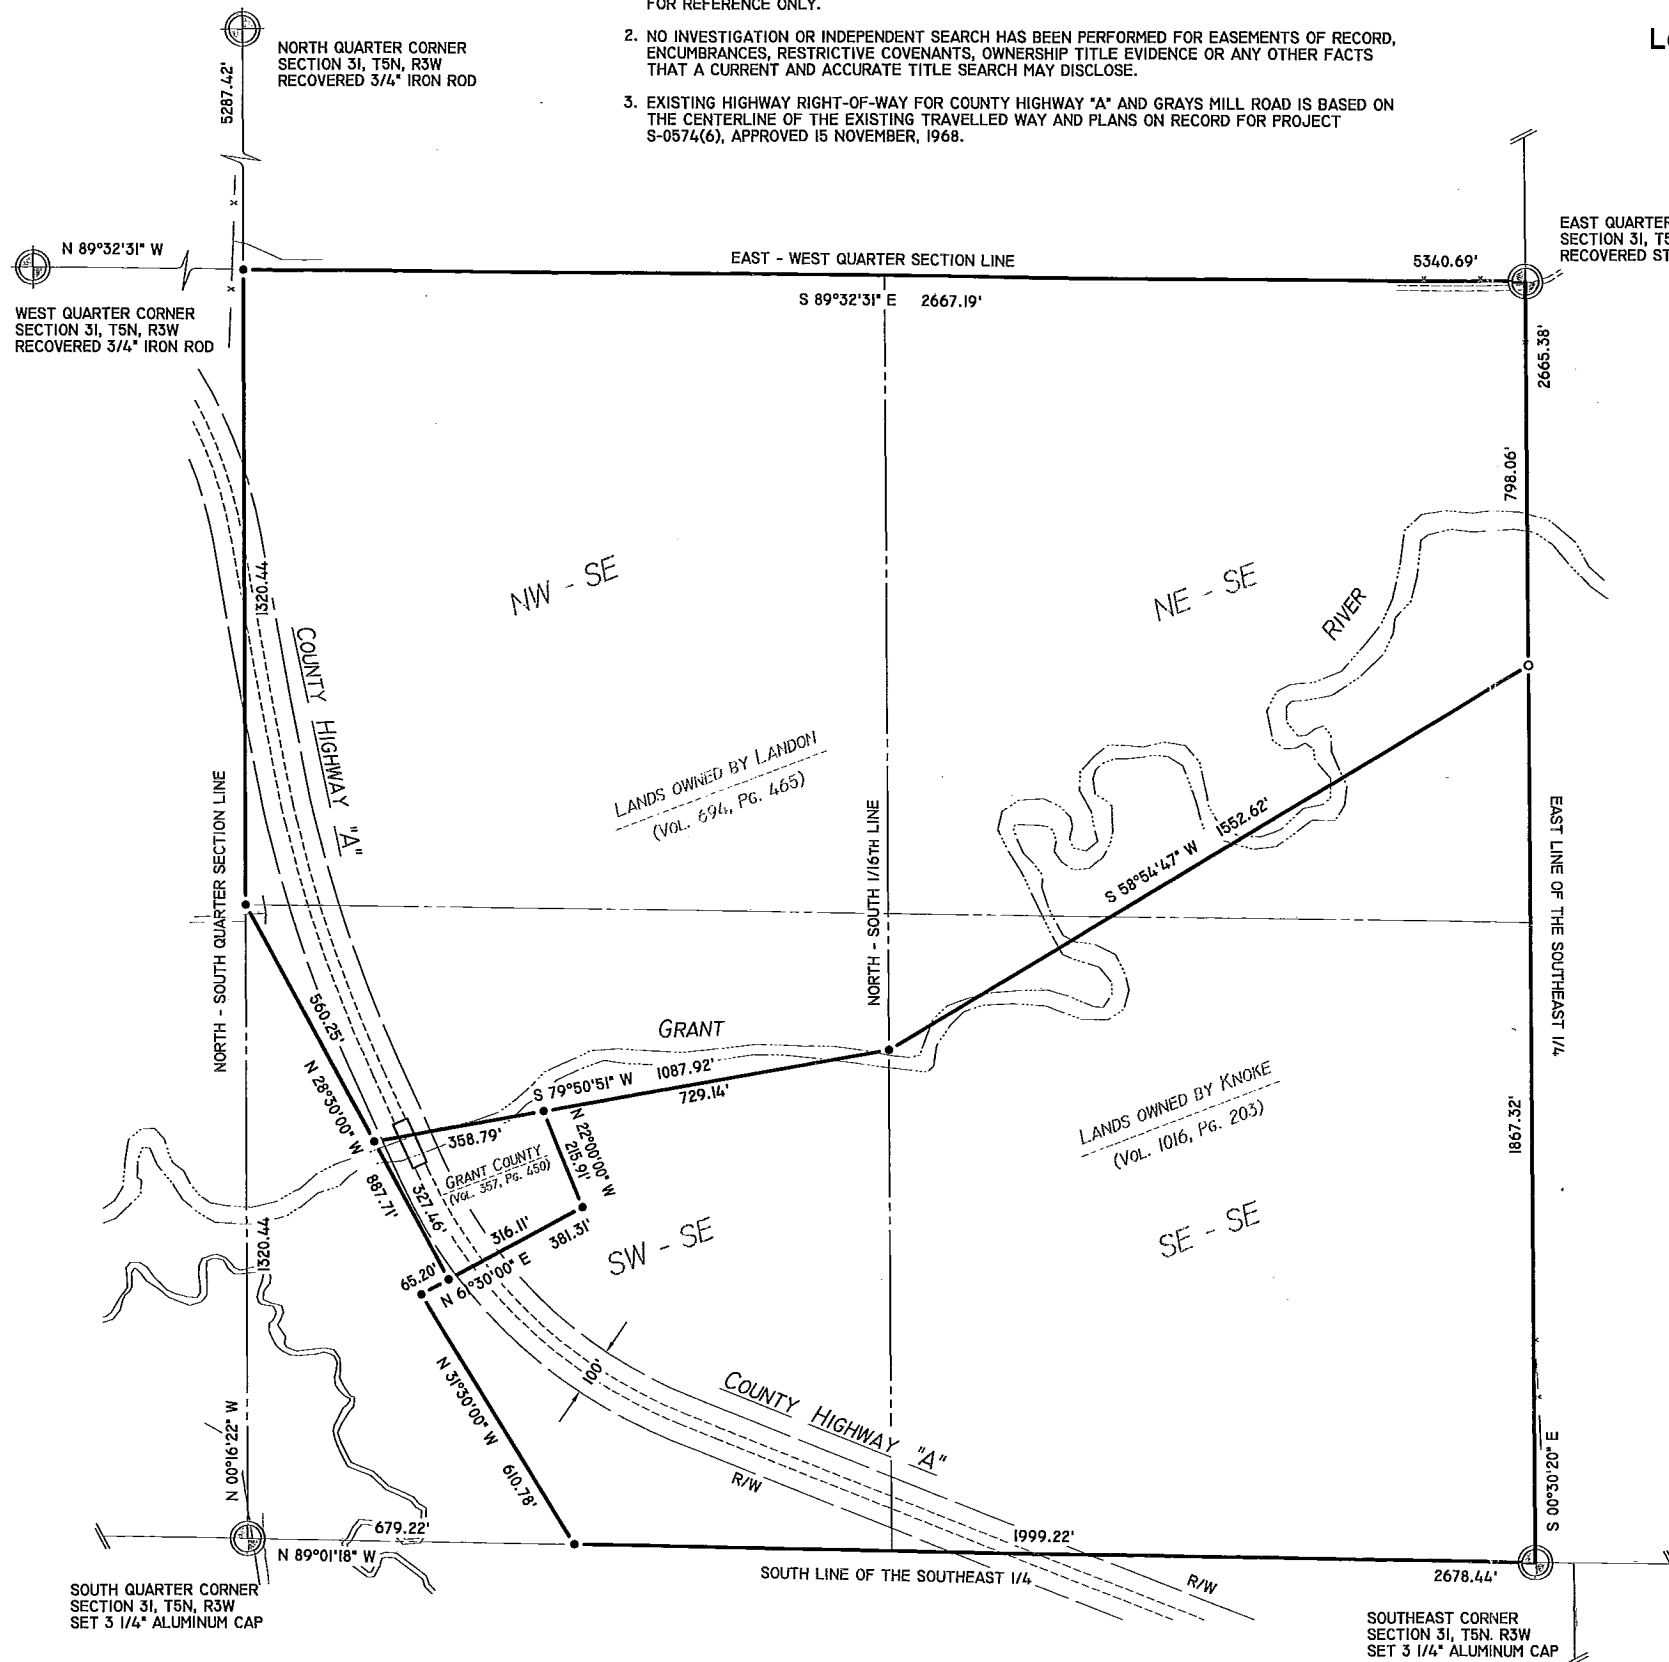 FOR REFERENCE ONLY.
2. NO INVESTIGATION OR INDEPENDENT SEARCH HAS BEEN PERFORMED FOR EASEMENTS OF RECORD,
ENCUMBRANCES, RESTRICTIVE COVENANTS, OWNERSHIP TITLE EVIDENCE OR ANY OTHER FACTS
THAT A CURRENT AND ACCURATE TITLE SEARCH MAY DISCLOSE.
3. EXISTING HIGHWAY RIGHT-OF-WAY FOR COUNTY HIGHWAY "A" AND GRAYS MILL ROAD IS BASED ON
THE CENTERLINE OF THE EXISTING TRAVELLED WAY AND PLANS ON RECORD FOR PROJECT
S-0574(6), APPROVED 15 NOVEMBER, 1968.
NORTH QUARTER CORNER
SECTION 31, T5N, R3W
RECOVERED 3/4" IRON ROD
5287.42'
N 89°32'31" W
WEST QUARTER CORNER
SECTION 31, T5N, R3W
RECOVERED 3/4" IRON ROD
EAST - WEST QUARTER SECTION LINE
5340.69'
S 89°32'31" E 2667.19'
EAST QUARTER
SECTION 31,
RECOVERED
2665.38'
798.06'
NW - SE
NE - SE
RIVER
1320.44
COUNTY HIGHWAY "A"
LANDS OWNED BY LANDON
(VOL. 694, PG. 465)
NORTH - SOUTH QUARTER SECTION LINE
NORTH - SOUTH 1/16TH LINE
1552.62'
S 58°54'47" W
EAST LINE OF THE SOUTHEAST 1/4
560.25'
N 28°30'00" W
887.71'
GRANT
S 79°50'51" W 1087.92'
729.14'
358.79'
N 22°00'00" W
215.91'
GRANT COUNTY
(VOL. 357, PG. 450)
327.46'
316.11'
381.31'
65.20'
N 61°30'00" E
SW - SE
LANDS OWNED BY KNOKE
(VOL. 1016, PG. 203)
1867.32'
SE - SE
1320.44
N 31°30'00" W 610.78'
100'
COUNTY HIGHWAY "A"
R/W
N 00°16'22" W
679.22'
N 89°01'18" W
1999.22'
SOUTH LINE OF THE SOUTHEAST 1/4
R/W
2678.44'
S 00°30'20" E
SOUTH QUARTER CORNER
SECTION 31, T5N, R3W
SET 3 1/4" ALUMINUM CAP
SOUTHEAST CORNER
SECTION 31, T5N. R3W
SET 3 1/4" ALUMINUM CAP